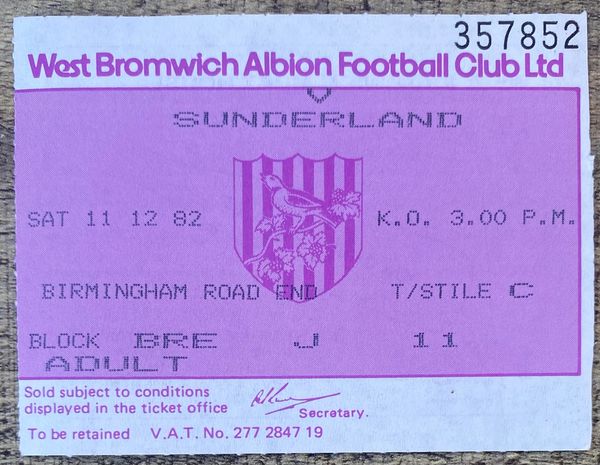 357852
West Bromwich Albion Football Club Ltd
V
SUNDERLAND
SAT 11 12 82 K.O. 3.00 P.M.
BIRMINGHAM ROAD END T/STILE C
BLOCK BRE J 11
ADULT
Sold subject to conditions
displayed in the ticket office
Secretary.
To be retained V.A.T. No. 277 2847 19